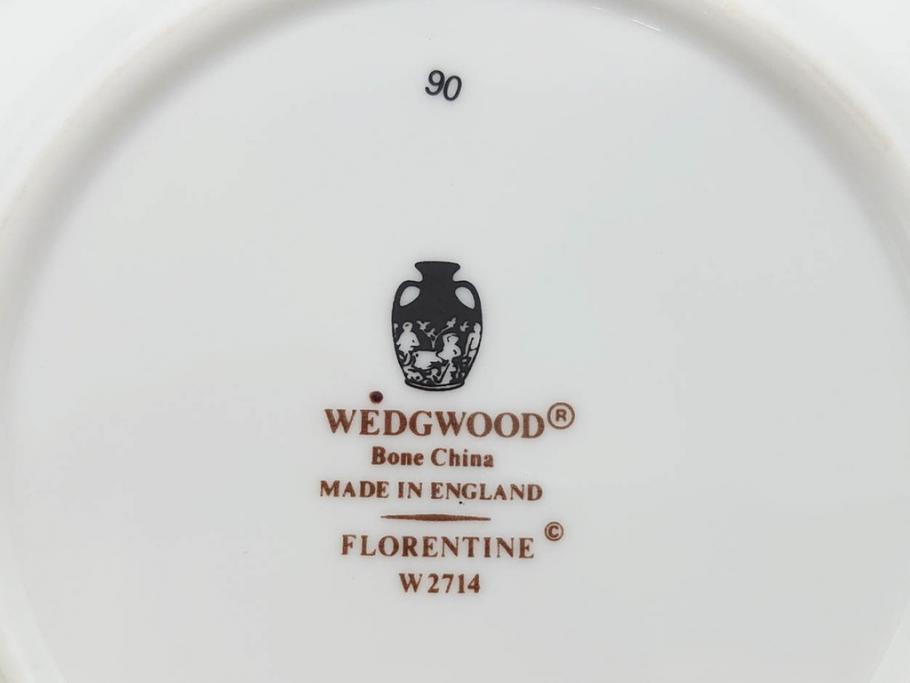 90
WEDGWOOD®
Bone China
MADE IN ENGLAND
FLORENTINE ©
W2714